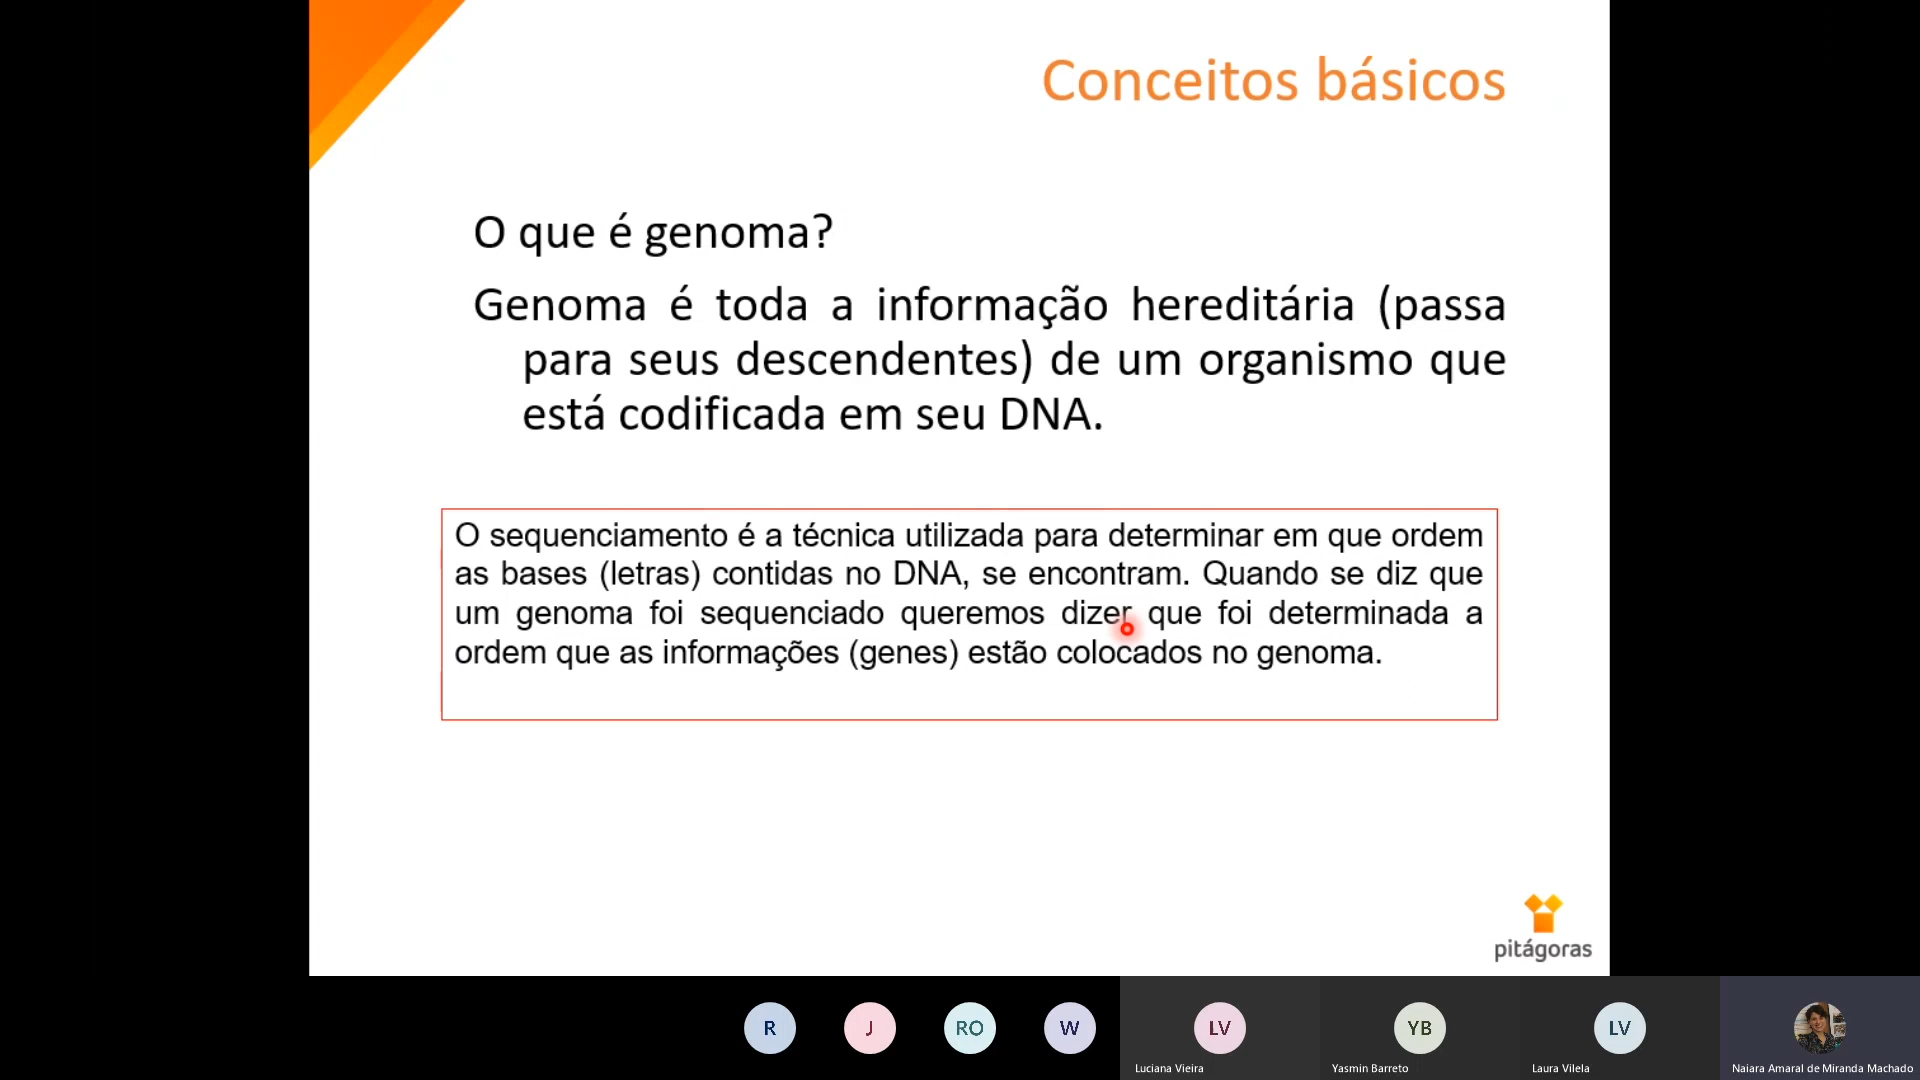 Conceitos básicos
O que é genoma?
Genoma é toda a informação hereditária (passa
para seus descendentes) de um organismo que
está codificada em seu DNA.
O sequenciamento é a técnica utilizada para determinar em que ordem
as bases (letras) contidas no DNA, se encontram. Quando se diz que
um genoma foi sequenciado queremos dizer que foi determinada a
ordem que as informações (genes) estão colocados no genoma.
pitágoras
R J RO W LV YB LV
Luciana Vieira Yasmin Barreto Laura Vilela Naiara Amaral de Miranda Machado